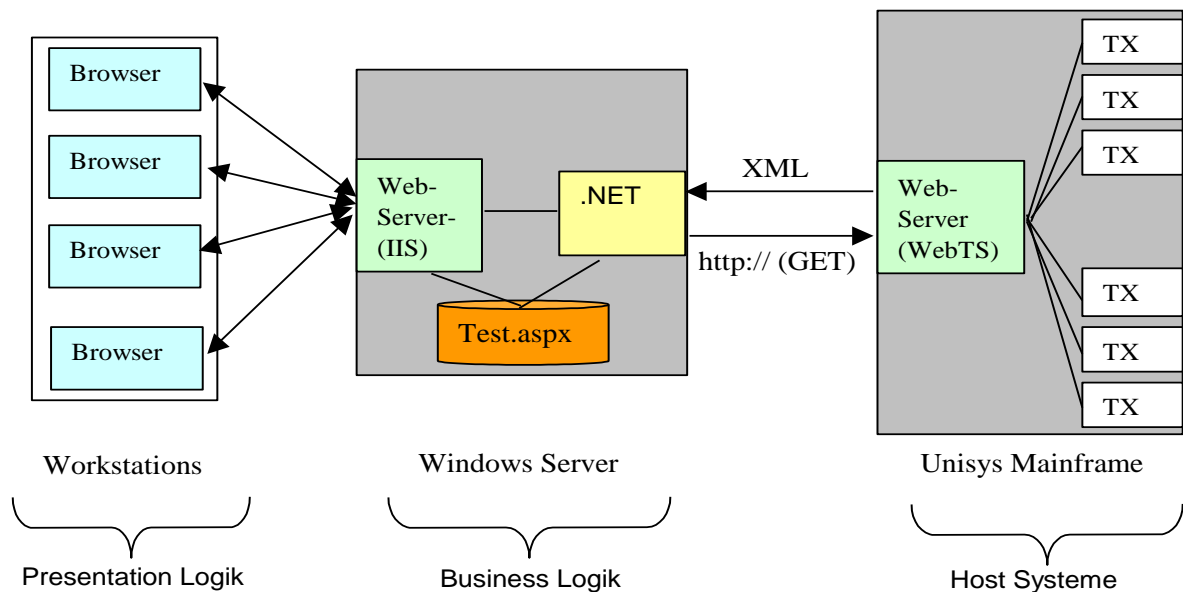 Browser
Browser
Browser
Browser
Workstations
Presentation Logik
Web-
Server-
(IIS)
.NET
Test.aspx
Windows Server
Business Logik
XML
http:// (GET)
Web-
Server
(WebTS)
TX
TX
TX
TX
TX
TX
Unisys Mainframe
Host Systeme